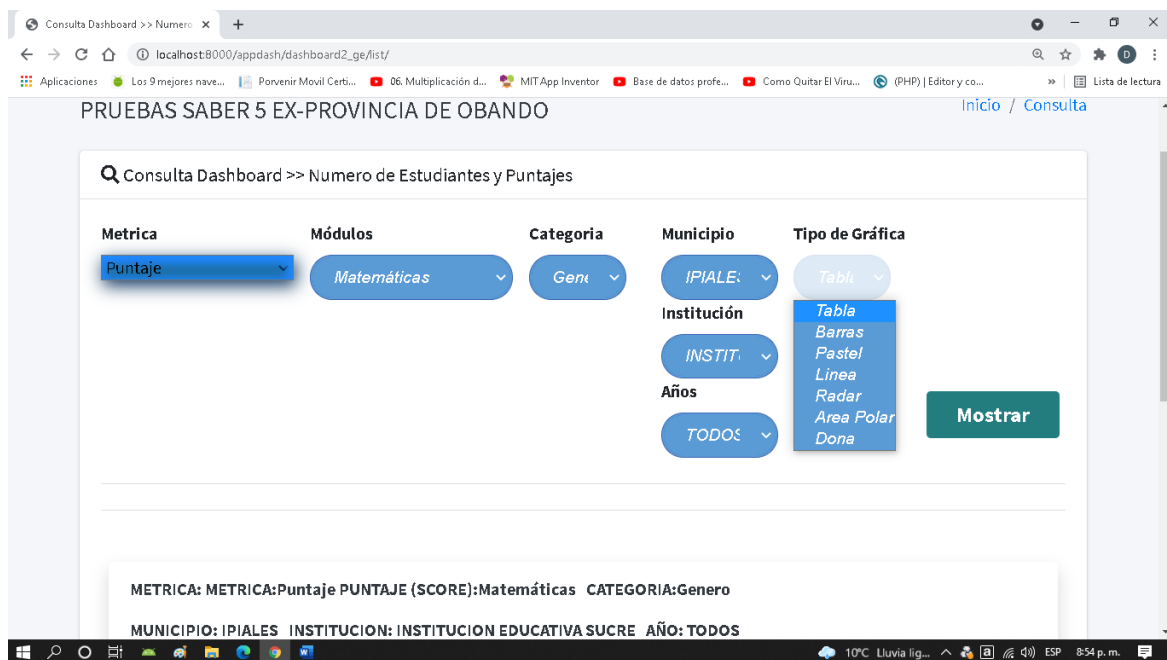 Consulta Dashboard >> Numero
localhost:8000/appdash/dashboard2_ge/list/
Aplicaciones Los 9 mejores nave... Porvenir Movil Certi... 06. Multiplicación d... MIT App Inventor Base de datos profe... Como Quitar El Viru... (PHP) | Editor y co... » Lista de lectura
PRUEBAS SABER 5 EX-PROVINCIA DE OBANDO
Inicio / Consulta
Consulta Dashboard >> Numero de Estudiantes y Puntajes
Metrica Módulos Categoria Municipio Tipo de Gráfica
Puntaje Matemáticas Gene IPIALES Tabla
Institución
INSTIT
Años
TODOS
Tabla
Barras
Pastel
Linea
Radar
Area Polar
Dona
Mostrar
METRICA: METRICA:Puntaje PUNTAJE (SCORE):Matemáticas CATEGORIA:Genero
MUNICIPIO: IPIALES INSTITUCION: INSTITUCION EDUCATIVA SUCRE AÑO: TODOS
10°C Lluvia lig... ESP 8:54 p. m.